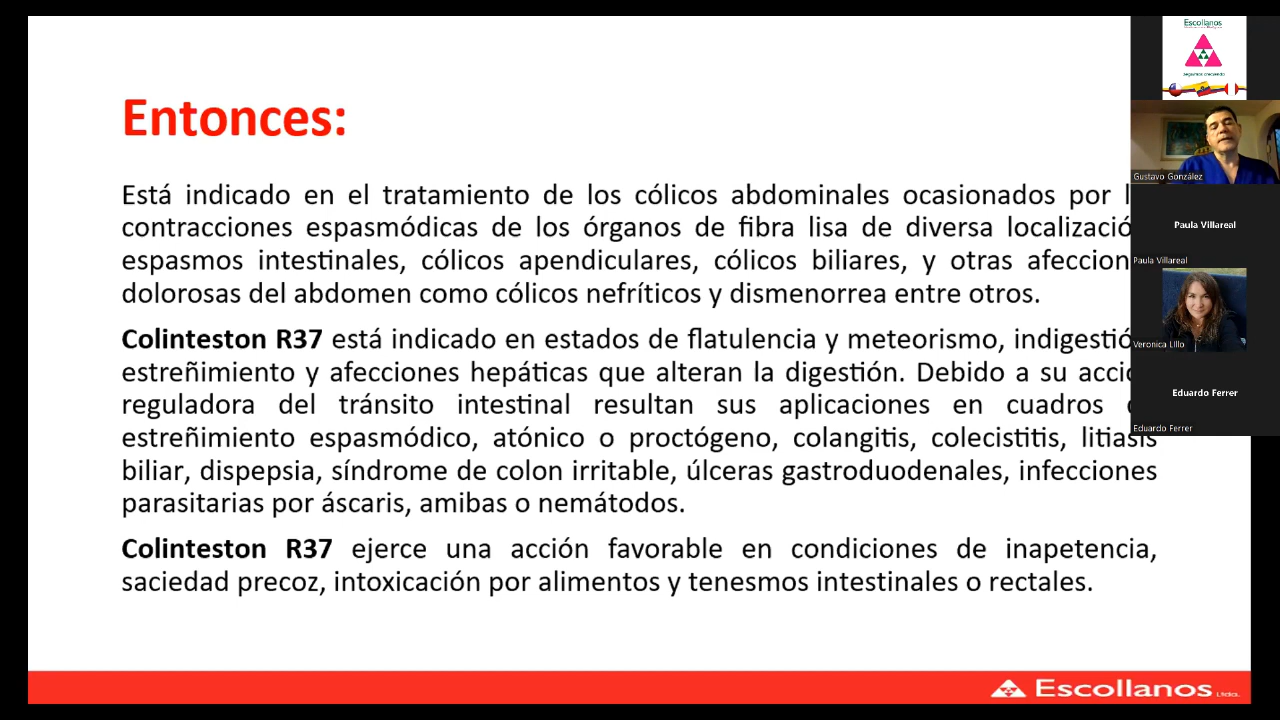 Entonces:
Está indicado en el tratamiento de los cólicos abdominales ocasionados por
contracciones espasmódicas de los órganos de fibra lisa de diversa localizació
espasmos intestinales, cólicos apendiculares, cólicos biliares, y otras afeccion
dolorosas del abdomen como cólicos nefríticos y dismenorrea entre otros.
Colinteston R37 está indicado en estados de flatulencia y meteorismo, indigestió
estreñimiento y afecciones hepáticas que alteran la digestión. Debido a su acci
reguladora del tránsito intestinal resultan sus aplicaciones en cuadros
estreñimiento espasmódico, atónico o proctógeno, colangitis, colecistitis, litiasis
biliar, dispepsia, síndrome de colon irritable, úlceras gastroduodenales, infecciones
parasitarias por áscaris, amibas o nemátodos.
Colinteston R37 ejerce una acción favorable en condiciones de inapetencia,
saciedad precoz, intoxicación por alimentos y tenesmos intestinales o rectales.
Escollanos Ltda.
Escollanos
Gustavo González
Paula Villareal
Paula Villareal
Veronica LIllo
Eduardo Ferrer
Eduardo Ferrer